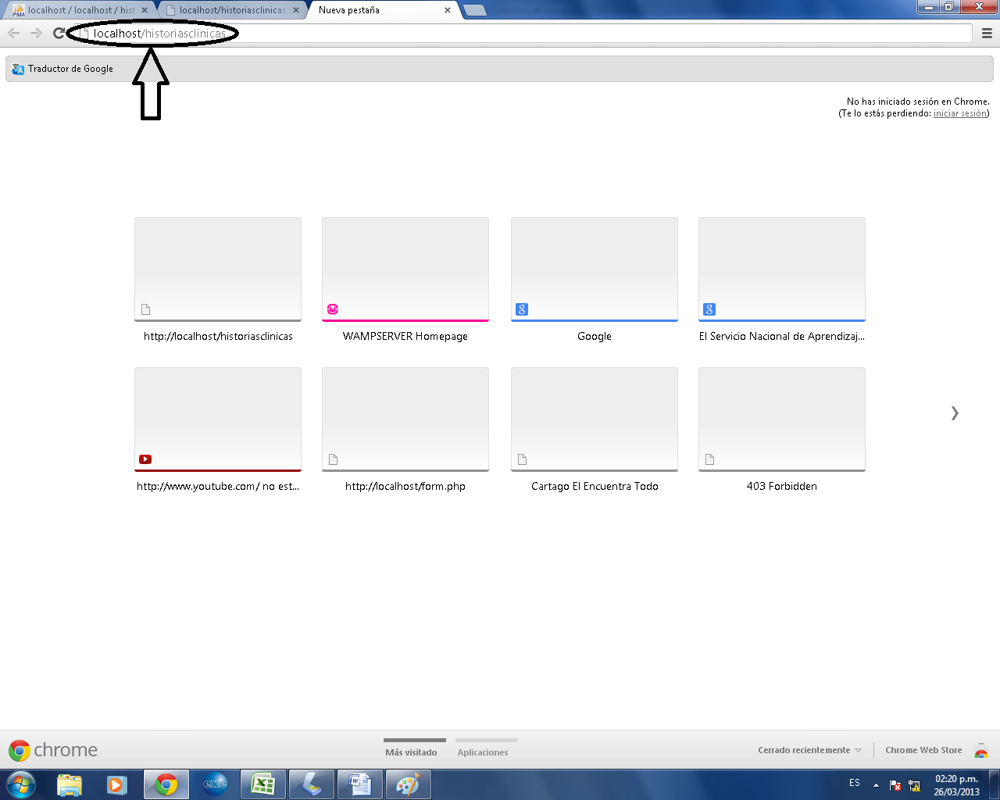 localhost / localhost / hist
localhost/historiasclinicas
Nueva pestaña
localhost/historiasclinicas
Traductor de Google
No has iniciado sesión en Chrome.
(Te lo estás perdiendo: iniciar sesión)
http://localhost/historiasclinicas
WAMPSERVER Homepage
Google
El Servicio Nacional de Aprendizaj...
http://www.youtube.com/ no est...
http://localhost/form.php
Cartago El Encuentra Todo
403 Forbidden
chrome
Más visitado
Aplicaciones
Cerrado recientemente
Chrome Web Store
exe
ES
02:20 p.m.
26/03/2013